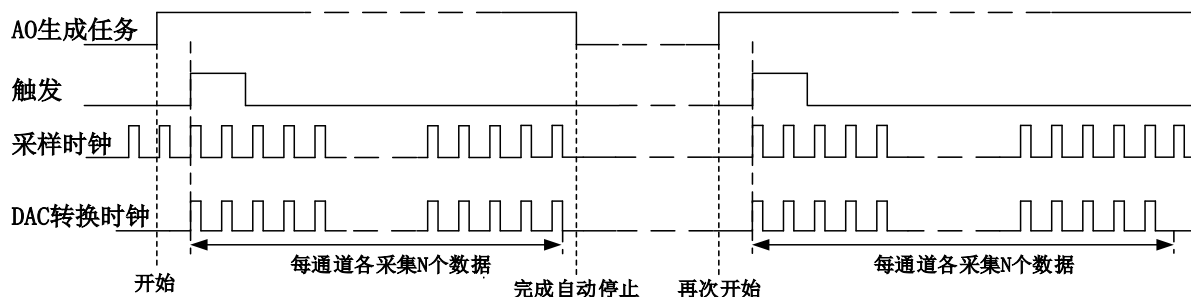 AO生成任务
触发
采样时钟
DAC转换时钟
每通道各采集N个数据
每通道各采集N个数据
开始
完成自动停止
再次开始